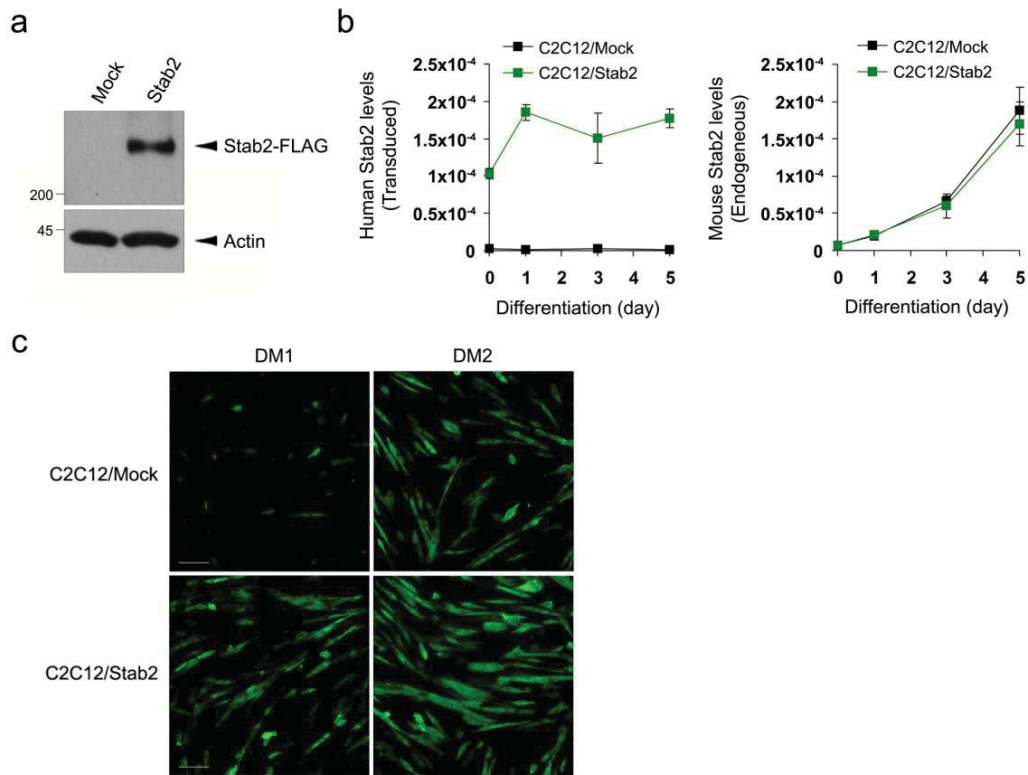 a
Mock
Stab2
Stab2-FLAG
200
45
Actin
b
C2C12/Mock
C2C12/Stab2
Human Stab2 levels
(Transduced)
2.5x10⁻⁴
2x10⁻⁴
1.5x10⁻⁴
1x10⁻⁴
0.5x10⁻⁴
0
0 1 2 3 4 5
Differentiation (day)
C2C12/Mock
C2C12/Stab2
Mouse Stab2 levels
(Endogeneous)
2.5x10⁻⁴
2x10⁻⁴
1.5x10⁻⁴
1x10⁻⁴
0.5x10⁻⁴
0
0 1 2 3 4 5
Differentiation (day)
c
DM1 DM2
C2C12/Mock
C2C12/Stab2